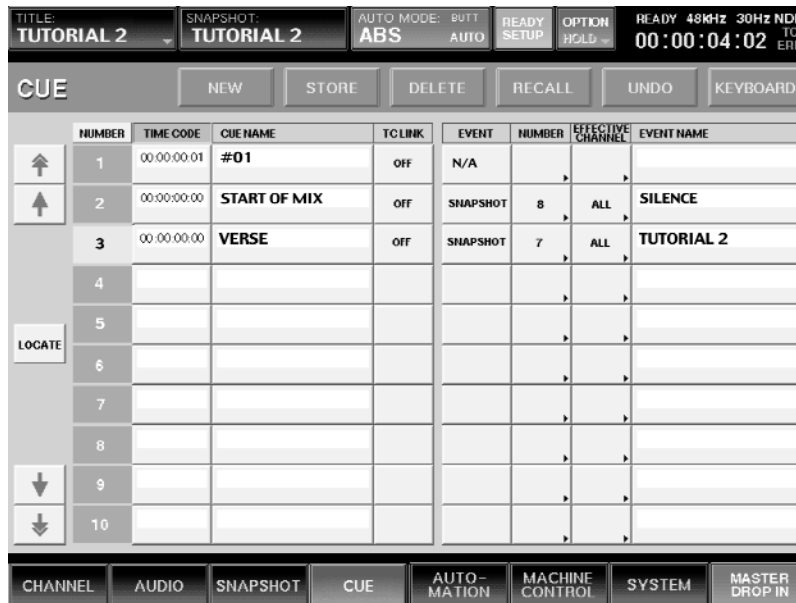 TITLE:
TUTORIAL 2
SNAPSHOT:
TUTORIAL 2
AUTO MODE: BUTT
ABS AUTO
READY
SETUP
OPTION
HOLD
READY 48kHz 30Hz ND
00:00:04:02
CUE
NEW STORE DELETE RECALL UNDO KEYBOARD
NUMBER TIME CODE CUE NAME TC LINK EVENT NUMBER EFFECTIVE CHANNEL EVENT NAME
1 00:00:00:01 #01 OFF N/A
2 00:00:00:00 START OF MIX OFF SNAPSHOT 8 ALL SILENCE
3 00:00:00:00 VERSE OFF SNAPSHOT 7 ALL TUTORIAL 2
4
5
LOCATE
6
7
8
9
10
CHANNEL AUDIO SNAPSHOT CUE AUTO-MATION MACHINE CONTROL SYSTEM MASTER DROP IN